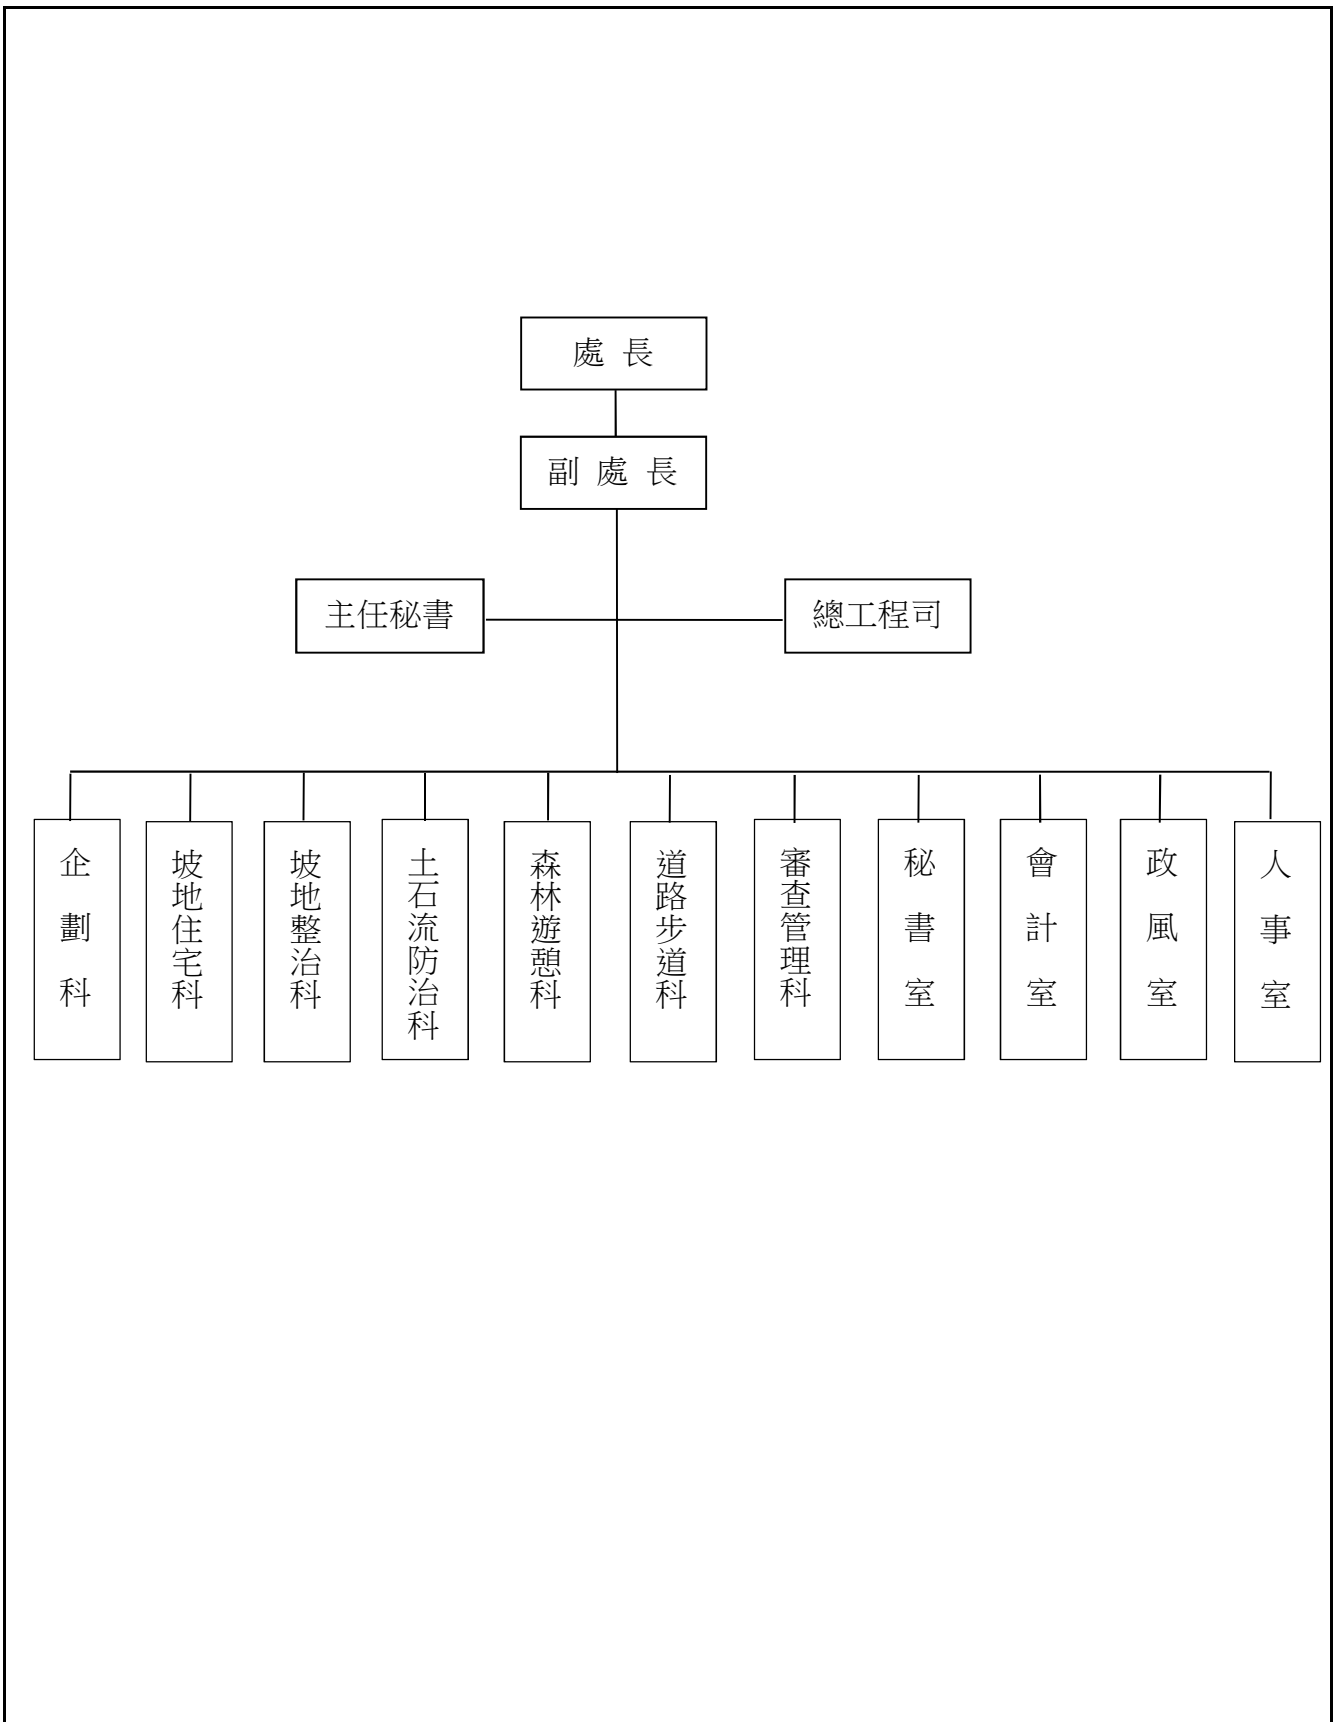 處 長
副 處 長
主任秘書
總工程司
企劃科
坡地住宅科
坡地整治科
土石流防治科
森林遊憩科
道路步道科
審查管理科
秘書室
會計室
政風室
人事室